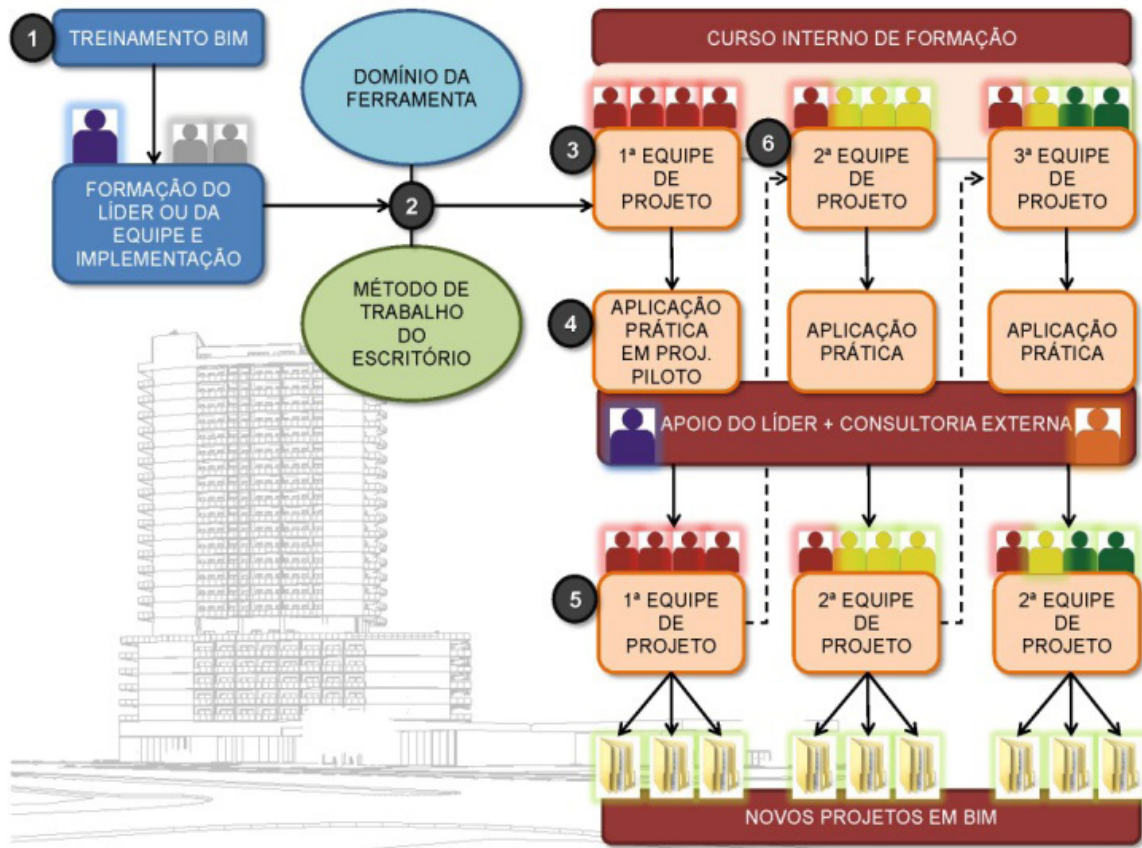 1
TREINAMENTO BIM
FORMAÇÃO DO
LÍDER OU DA
EQUIPE E
IMPLEMENTAÇÃO
DOMÍNIO DA
FERRAMENTA
2
MÉTODO DE
TRABALHO
DO
ESCRITÓRIO
CURSO INTERNO DE FORMAÇÃO
3
1ª EQUIPE
DE
PROJETO
6
2ª EQUIPE
DE
PROJETO
3ª EQUIPE
DE
PROJETO
4
APLICAÇÃO
PRÁTICA
EM PROJ.
PILOTO
APLICAÇÃO
PRÁTICA
APLICAÇÃO
PRÁTICA
APOIO DO LÍDER + CONSULTORIA EXTERNA
5
1ª EQUIPE
DE
PROJETO
2ª EQUIPE
DE
PROJETO
2ª EQUIPE
DE
PROJETO
NOVOS PROJETOS EM BIM